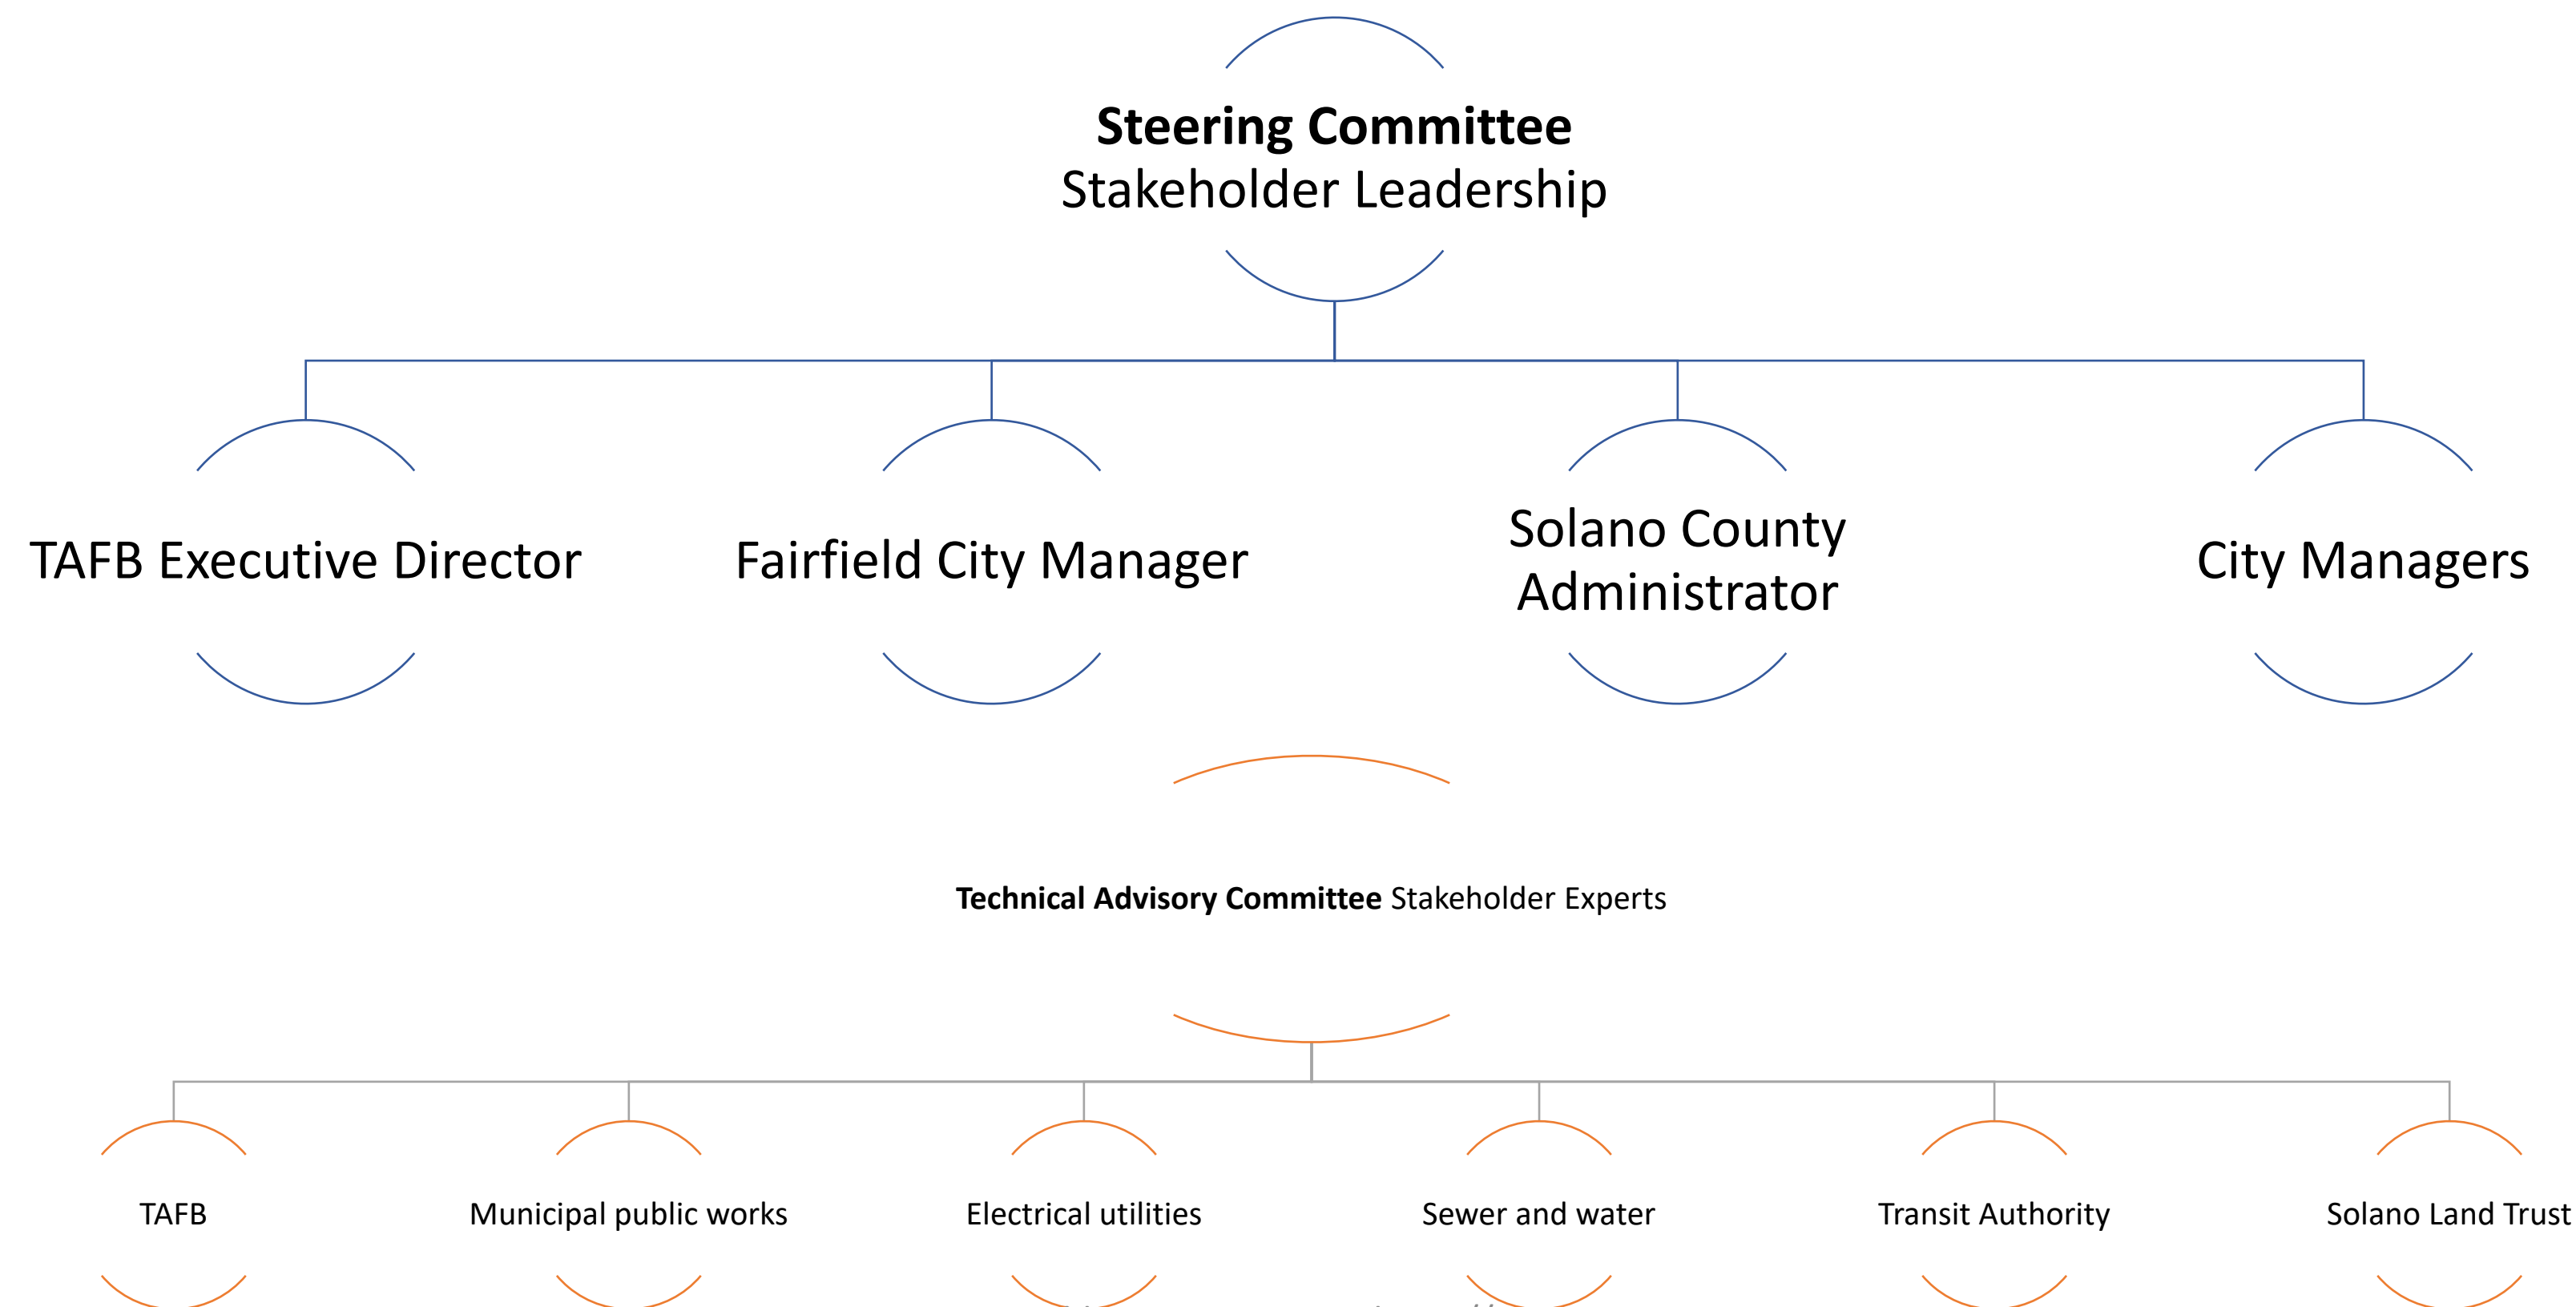 Steering Committee
Stakeholder Leadership
TAFB Executive Director
Fairfield City Manager
Solano County
Administrator
City Managers
Technical Advisory Committee Stakeholder Experts
TAFB
Municipal public works
Electrical utilities
Sewer and water
Transit Authority
Solano Land Trust